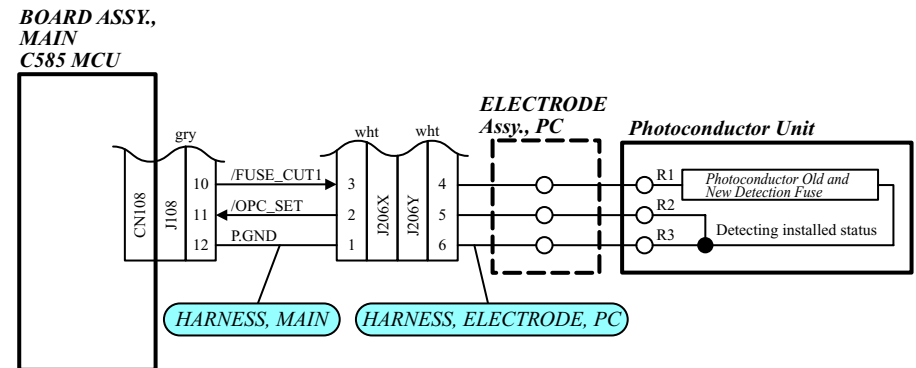 BOARD ASSY.,
MAIN
C585 MCU
ELECTRODE
Assy., PC
Photoconductor Unit
gry
wht
wht
CN108
J108
10
11
12
/FUSE_CUT1
/OPC_SET
P.GND
3
2
1
J206X
J206Y
4
5
6
R1
R2
R3
Photoconductor Old and
New Detection Fuse
Detecting installed status
HARNESS, MAIN
HARNESS, ELECTRODE, PC